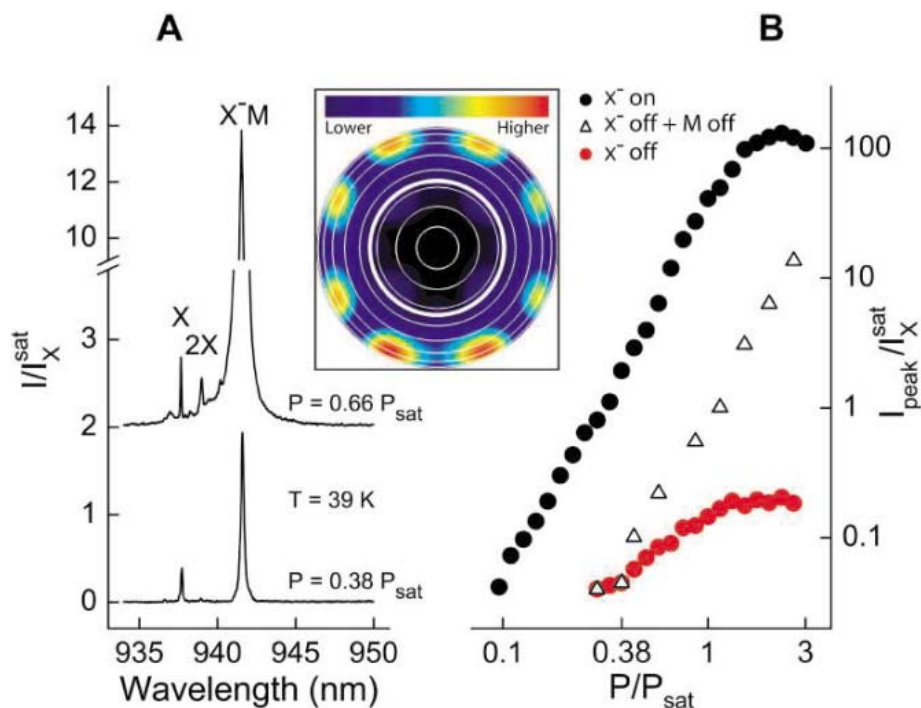 A
B
X⁻M
X
2X
P = 0.66 P_sat
T = 39 K
P = 0.38 P_sat
I/I_X^sat
14
12
10
3
2
1
0
935
940
945
950
Wavelength (nm)
Lower
Higher
X⁻ on
X⁻ off + M off
X⁻ off
I_peak/I_X^sat
100
10
1
0.1
0.1
0.38
1
3
P/P_sat